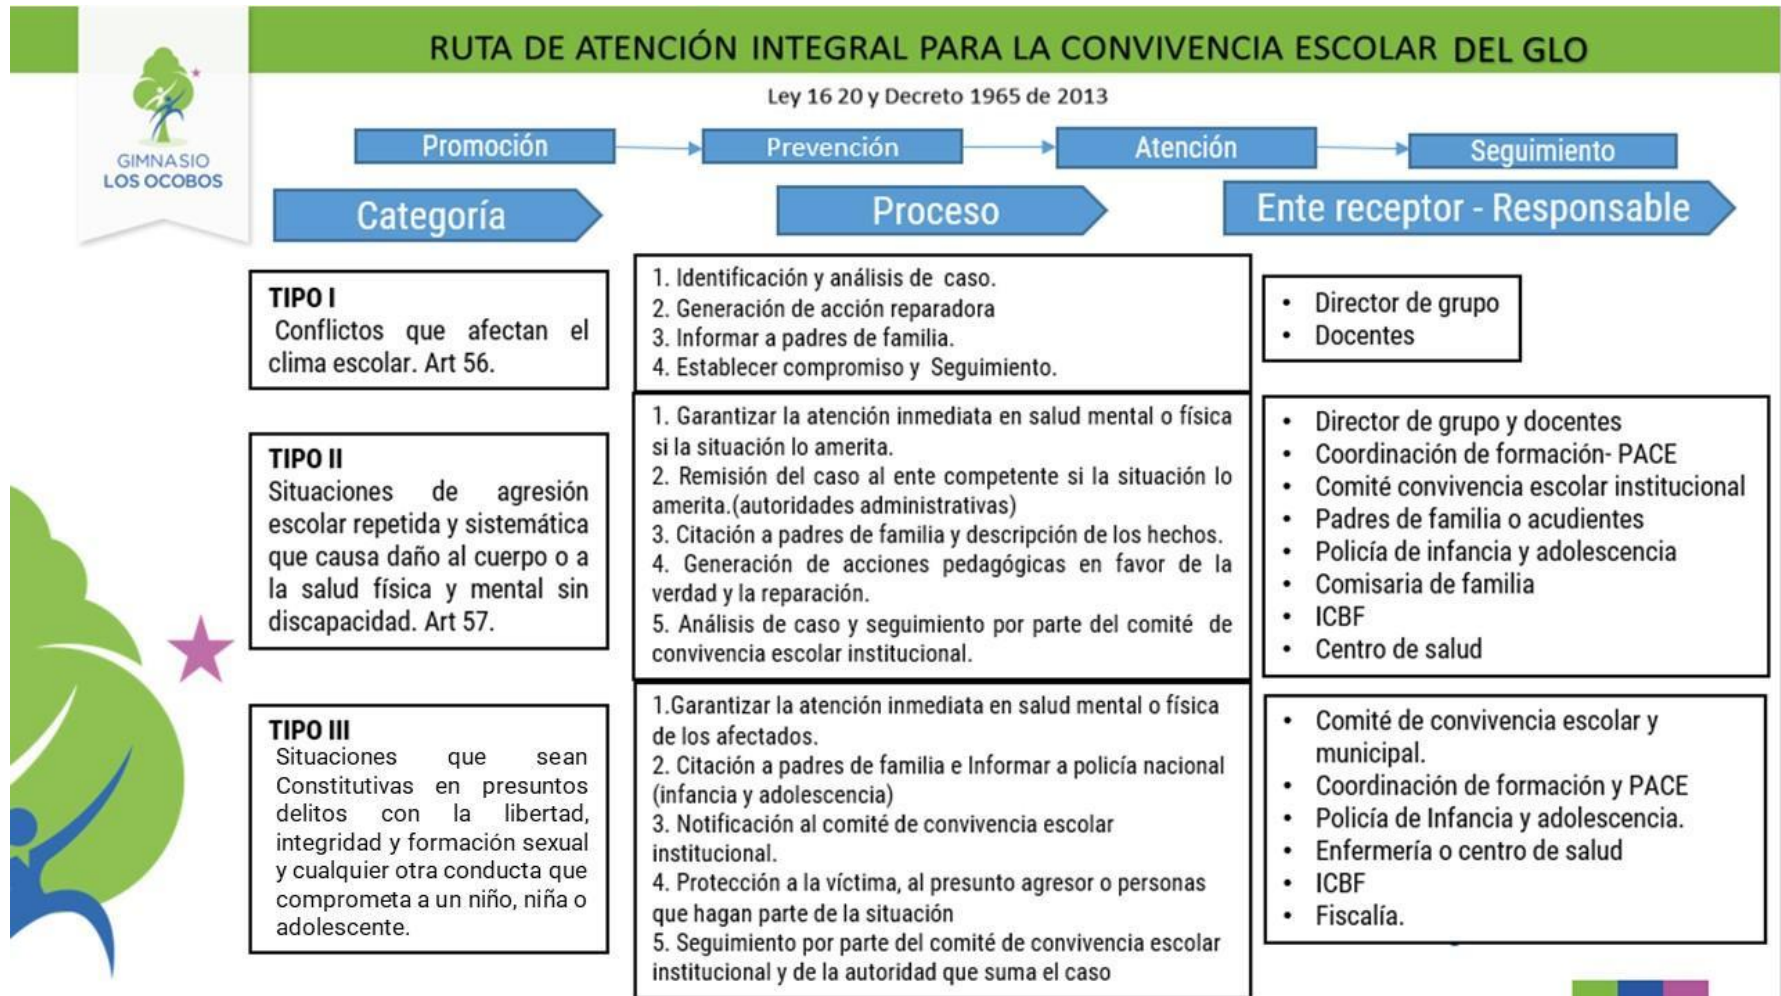 RUTA DE ATENCIÓN INTEGRAL PARA LA CONVIVENCIA ESCOLAR DEL GLO
Ley 16 20 y Decreto 1965 de 2013
GIMNASIO
LOS OCOBOS
Promoción
Prevención
Atención
Seguimiento
Categoría
Proceso
Ente receptor - Responsable
TIPO I
Conflictos que afectan el
clima escolar. Art 56.
1. Identificación y análisis de caso.
2. Generación de acción reparadora
3. Informar a padres de familia.
4. Establecer compromiso y Seguimiento.
• Director de grupo
• Docentes
TIPO II
Situaciones de agresión
escolar repetida y sistemática
que causa daño al cuerpo o a
la salud física y mental sin
discapacidad. Art 57.
1. Garantizar la atención inmediata en salud mental o física
si la situación lo amerita.
2. Remisión del caso al ente competente si la situación lo
amerita.(autoridades administrativas)
3. Citación a padres de familia y descripción de los hechos.
4. Generación de acciones pedagógicas en favor de la
verdad y la reparación.
5. Análisis de caso y seguimiento por parte del comité de
convivencia escolar institucional.
• Director de grupo y docentes
• Coordinación de formación- PACE
• Comité convivencia escolar institucional
• Padres de familia o acudientes
• Policía de infancia y adolescencia
• Comisaria de familia
• ICBF
• Centro de salud
TIPO III
Situaciones que sean
Constitutivas en presuntos
delitos con la libertad,
integridad y formación sexual
y cualquier otra conducta que
comprometa a un niño, niña o
adolescente.
1.Garantizar la atención inmediata en salud mental o física
de los afectados.
2. Citación a padres de familia e Informar a policía nacional
(infancia y adolescencia)
3. Notificación al comité de convivencia escolar
institucional.
4. Protección a la víctima, al presunto agresor o personas
que hagan parte de la situación
5. Seguimiento por parte del comité de convivencia escolar
institucional y de la autoridad que suma el caso
• Comité de convivencia escolar y
municipal.
• Coordinación de formación y PACE
• Policía de Infancia y adolescencia.
• Enfermería o centro de salud
• ICBF
• Fiscalía.